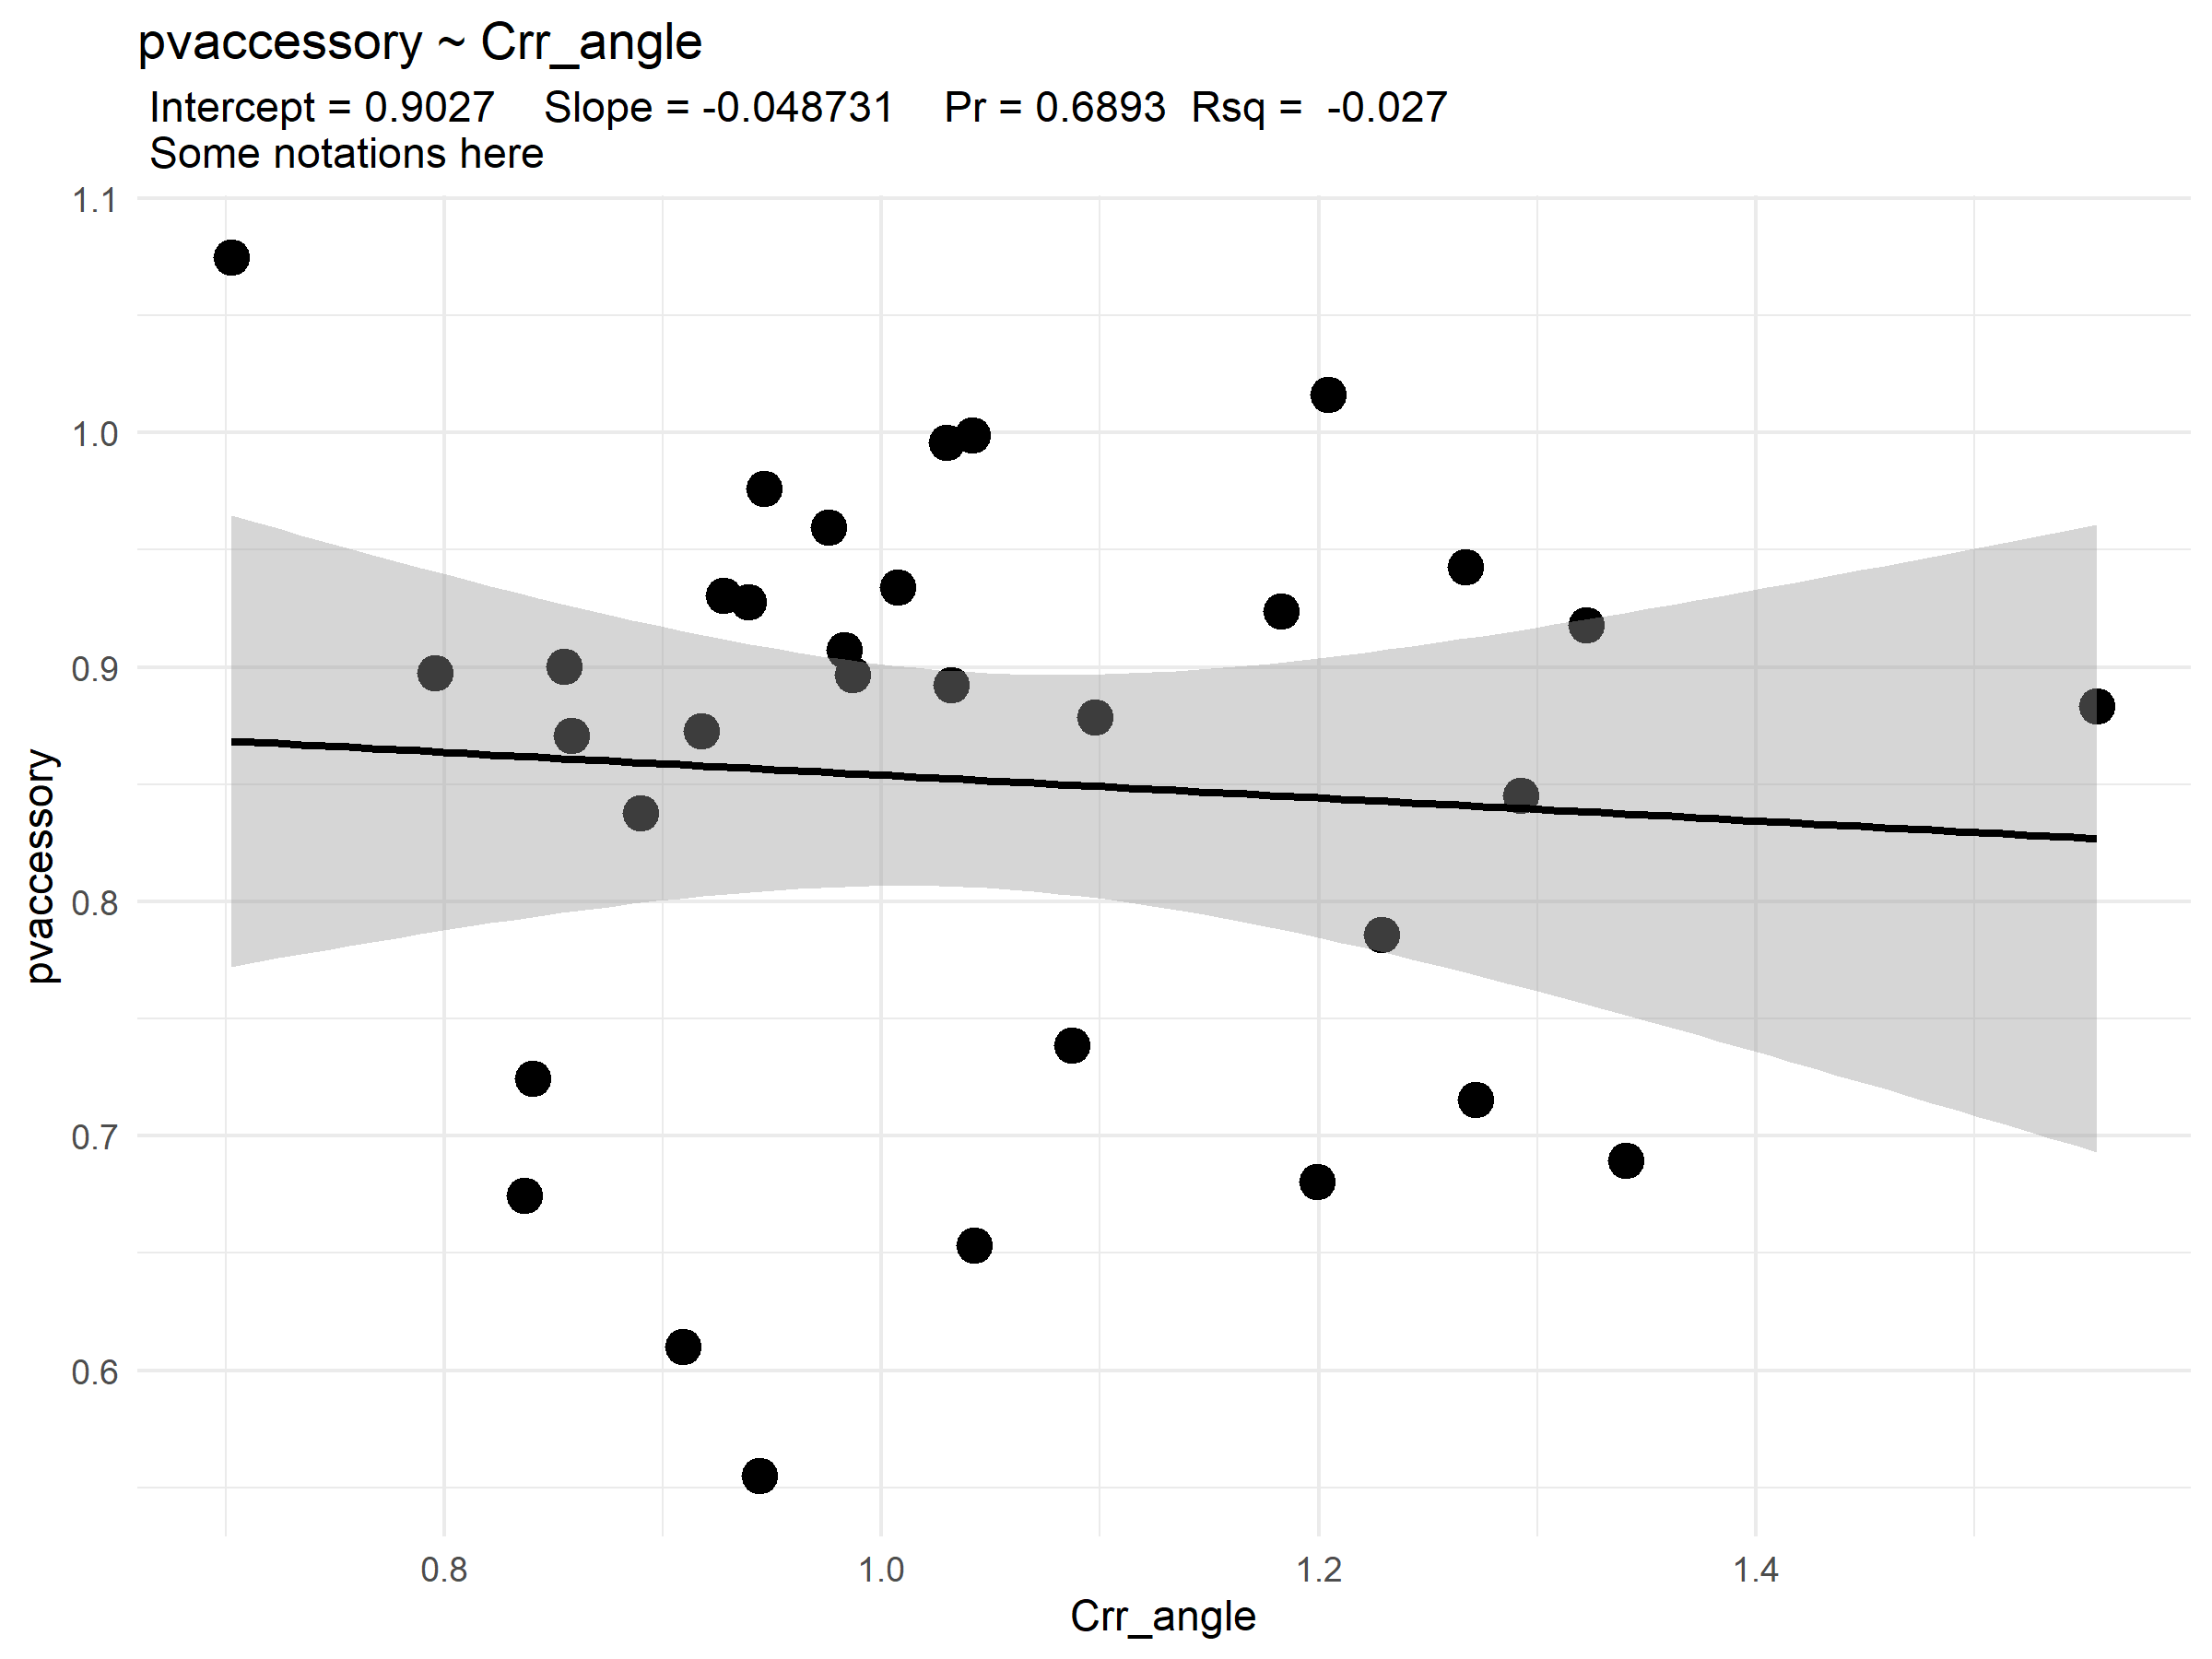 pvaccessory ~ Crr_angle
Intercept = 0.9027 Slope = -0.048731 Pr = 0.6893 Rsq = -0.027
Some notations here
1.1
1.0
0.9
0.8
0.7
0.6
pvaccessory
0.8 1.0 1.2 1.4
Crr_angle